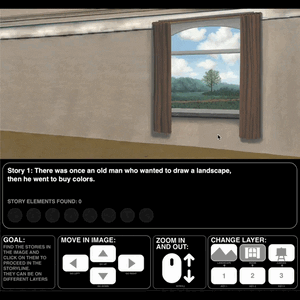 Story 1: There was once an old man who wanted to draw a landscape,
then he went to buy colors.
STORY ELEMENTS FOUND: 0
GOAL:
FIND THE STORIES
IN THE IMAGE AND
CLICK ON THEM TO
PROCEED IN THE
STORYLINE.
THEY CAN BE
ON DIFFERENT
LAYERS
MOVE IN IMAGE:
ZOOM IN
AND OUT:
CHANGE LAYER:
1 2 3